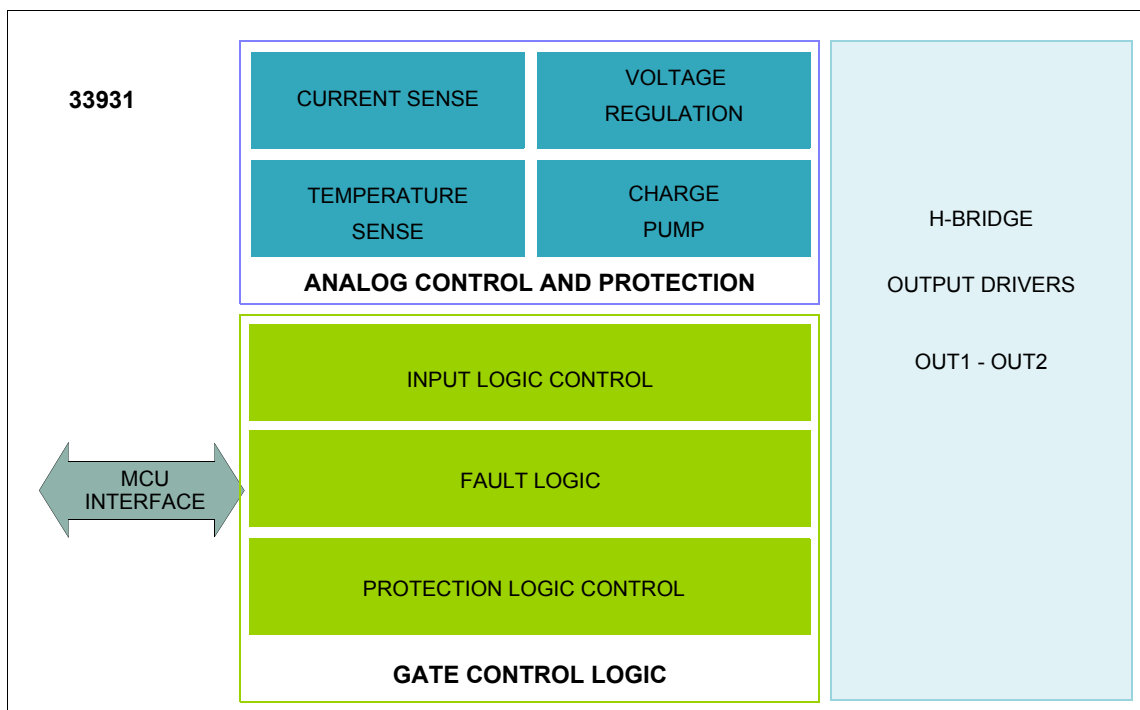 33931
CURRENT SENSE
VOLTAGE
REGULATION
TEMPERATURE
SENSE
CHARGE
PUMP
ANALOG CONTROL AND PROTECTION
INPUT LOGIC CONTROL
FAULT LOGIC
PROTECTION LOGIC CONTROL
GATE CONTROL LOGIC
MCU
INTERFACE
H-BRIDGE
OUTPUT DRIVERS
OUT1 - OUT2